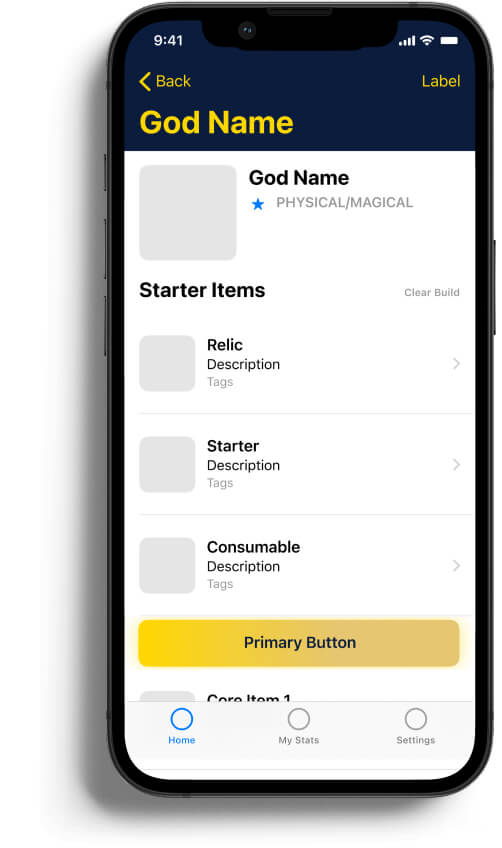 9:41
Back
Label
God Name
God Name
PHYSICAL/MAGICAL
Starter Items
Clear Build
Relic
Description
Tags
Starter
Description
Tags
Consumable
Description
Tags
Primary Button
Core Item 1
Home
My Stats
Settings